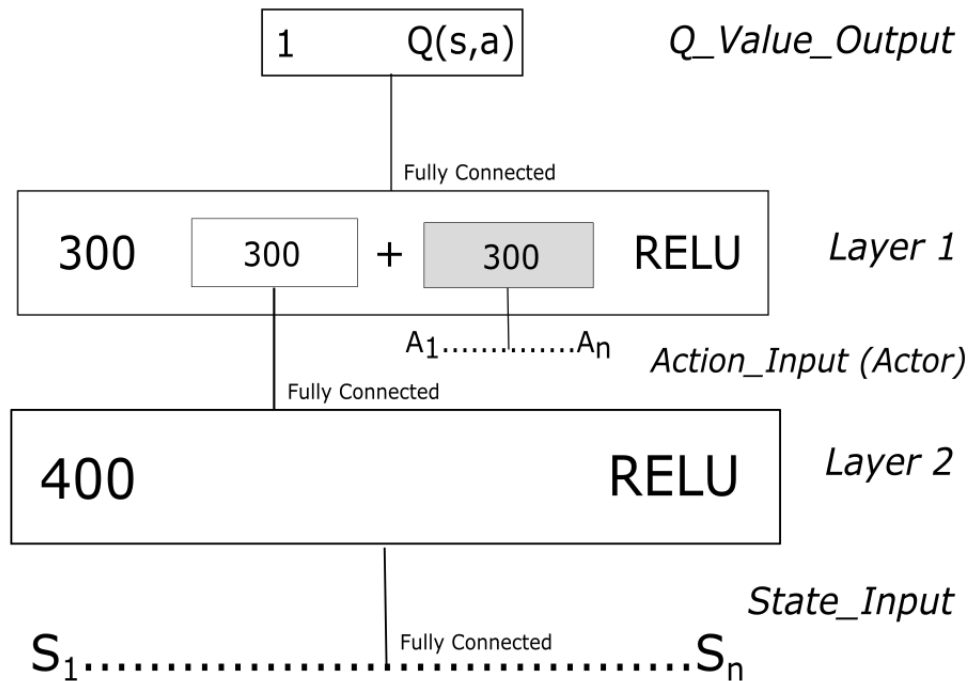 1 Q(s,a) Q_Value_Output
Fully Connected
300 300 + 300 RELU Layer 1
A1..............An
Action_Input (Actor)
Fully Connected
400 RELU Layer 2
State_Input
Fully Connected
S1........................................Sn